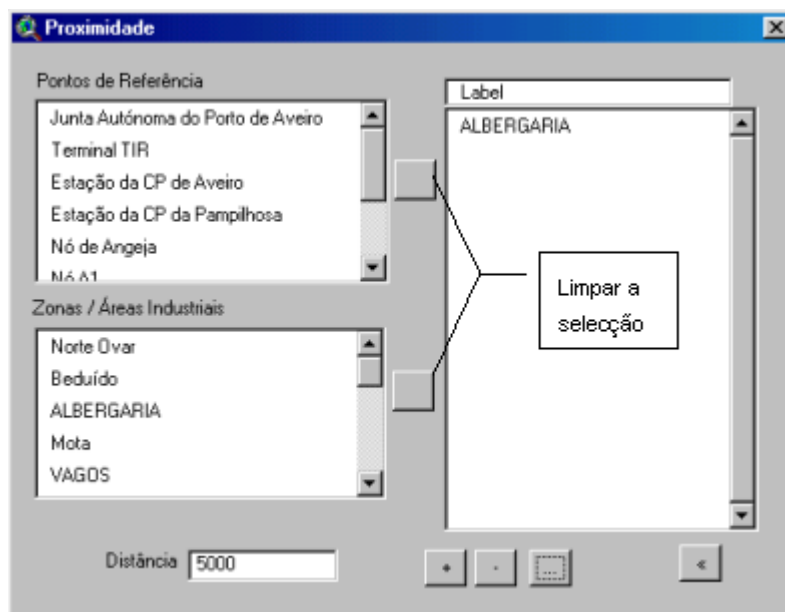 Proximidade
Pontos de Referência
Junta Autónoma do Porto de Aveiro
Terminal TIR
Estação da CP de Aveiro
Estação da CP da Pampilhosa
Nó de Angeja
Nó A1
Zonas / Áreas Industriais
Norte Ovar
Beduído
ALBERGARIA
Mota
VAGOS
Distância 5000
Label
ALBERGARIA
Limpar a
selecção
+ - ... «